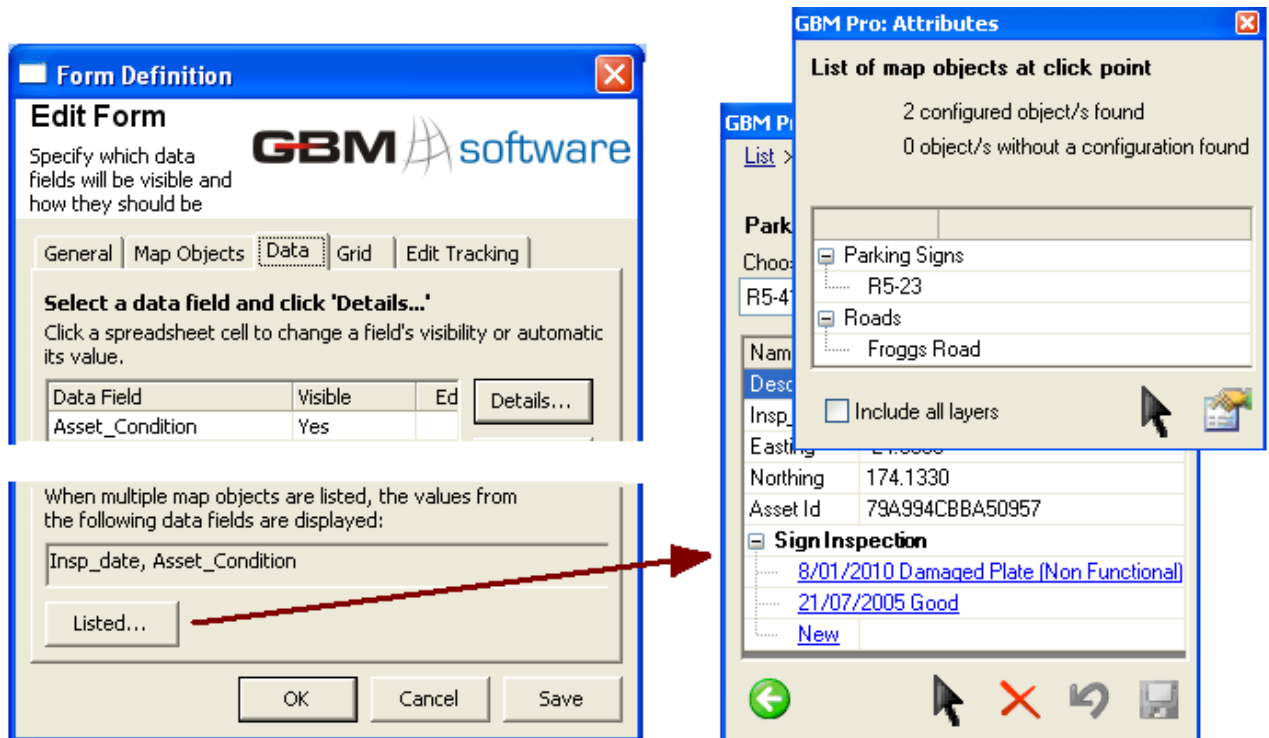 Form Definition
Edit Form
Specify which data
fields will be visible and
how they should be
GBM software
General Map Objects Data Grid Edit Tracking
Select a data field and click 'Details...'
Click a spreadsheet cell to change a field's visibility or automatic
its value.
Data Field Visible Ed
Asset_Condition Yes
Details...
When multiple map objects are listed, the values from
the following data fields are displayed:
Insp_date, Asset_Condition
Listed...
OK Cancel Save
GBM Pro: Attributes
List of map objects at click point
2 configured object/s found
0 object/s without a configuration found
Parking Signs
R5-23
Roads
Froggs Road
Include all layers
GBM P
List >
Park
Choo
R5-4
Nam
Desc
Insp_
Easting
Northing 174.1330
Asset Id 79A994CBBA50957
Sign Inspection
8/01/2010 Damaged Plate (Non Functional)
21/07/2005 Good
New